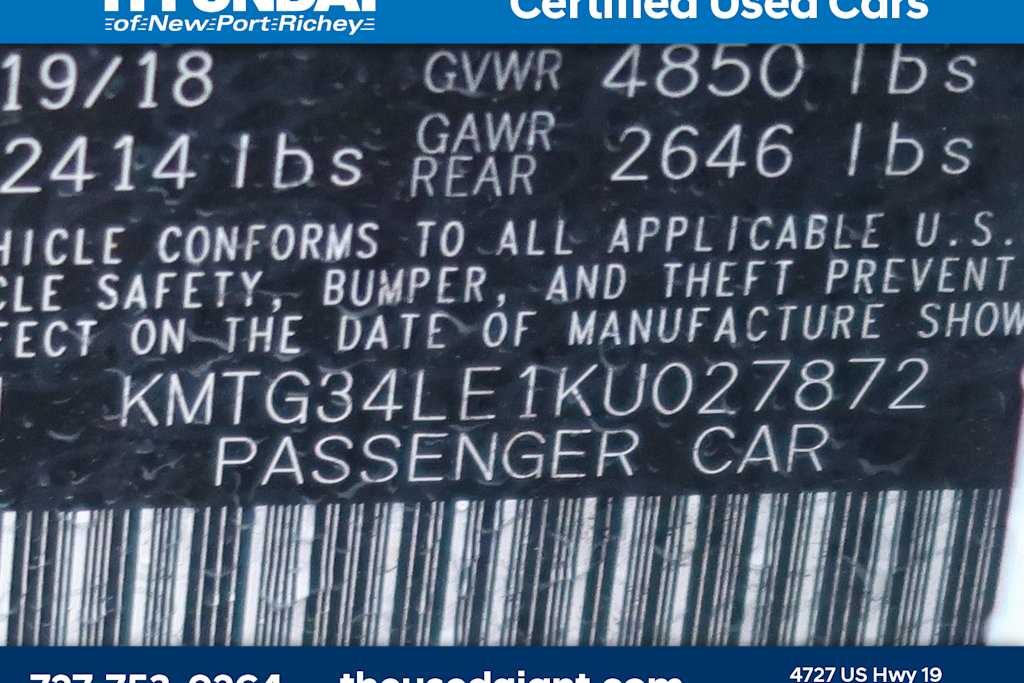 HYUNDAI
of New Port Richey
Certified Used Cars
19/18 GVWR 4850 lbs
2414 lbs GAWR REAR 2646 lbs
HICLE CONFORMS TO ALL APPLICABLE U.S.
CLE SAFETY, BUMPER, AND THEFT PREVENT
FECT ON THE DATE OF MANUFACTURE SHOW
KMTG34LE1KU027872
PASSENGER CAR
4727 US Hwy 19